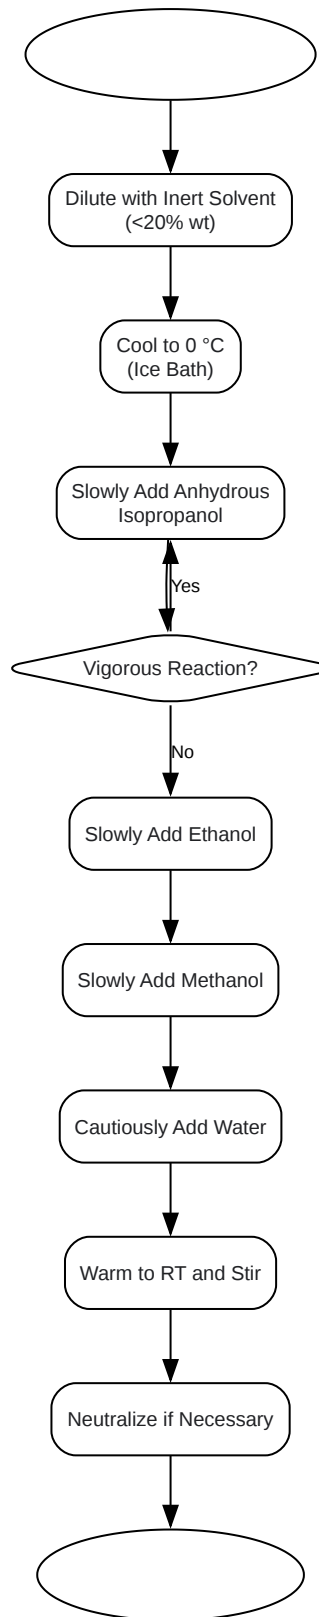 Dilute with Inert Solvent
(<20% wt)
Cool to 0 °C
(Ice Bath)
Slowly Add Anhydrous
Isopropanol
Yes
Vigorous Reaction?
No
Slowly Add Ethanol
Slowly Add Methanol
Cautiously Add Water
Warm to RT and Stir
Neutralize if Necessary